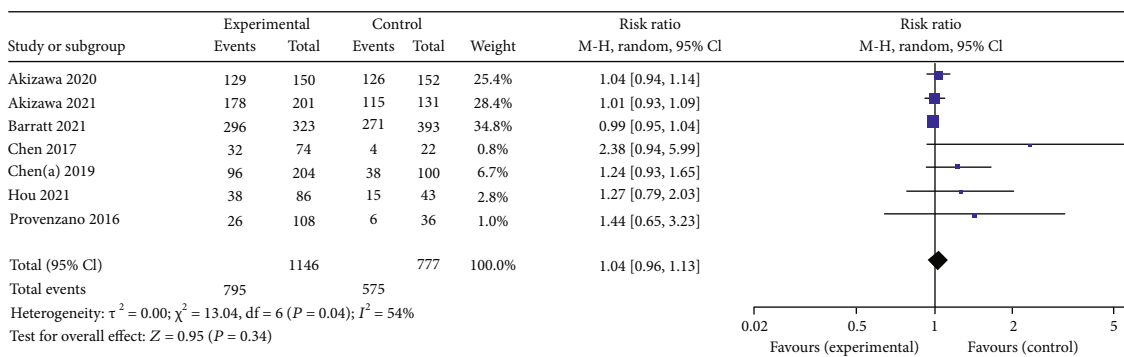 Experimental Control Risk ratio Risk ratio
Study or subgroup Events Total Events Total Weight M-H, random, 95% Cl M-H, random, 95% Cl
Akizawa 2020 129 150 126 152 25.4% 1.04 [0.94, 1.14]
Akizawa 2021 178 201 115 131 28.4% 1.01 [0.93, 1.09]
Barratt 2021 296 323 271 393 34.8% 0.99 [0.95, 1.04]
Chen 2017 32 74 4 22 0.8% 2.38 [0.94, 5.99]
Chen(a) 2019 96 204 38 100 6.7% 1.24 [0.93, 1.65]
Hou 2021 38 86 15 43 2.8% 1.27 [0.79, 2.03]
Provenzano 2016 26 108 6 36 1.0% 1.44 [0.65, 3.23]
Total (95% Cl) 1146 777 100.0% 1.04 [0.96, 1.13]
Total events 795 575
Heterogeneity: τ² = 0.00; χ² = 13.04, df = 6 (P = 0.04); I² = 54%
Test for overall effect: Z = 0.95 (P = 0.34)
0.02 0.5 1 2 5
Favours (experimental) Favours (control)